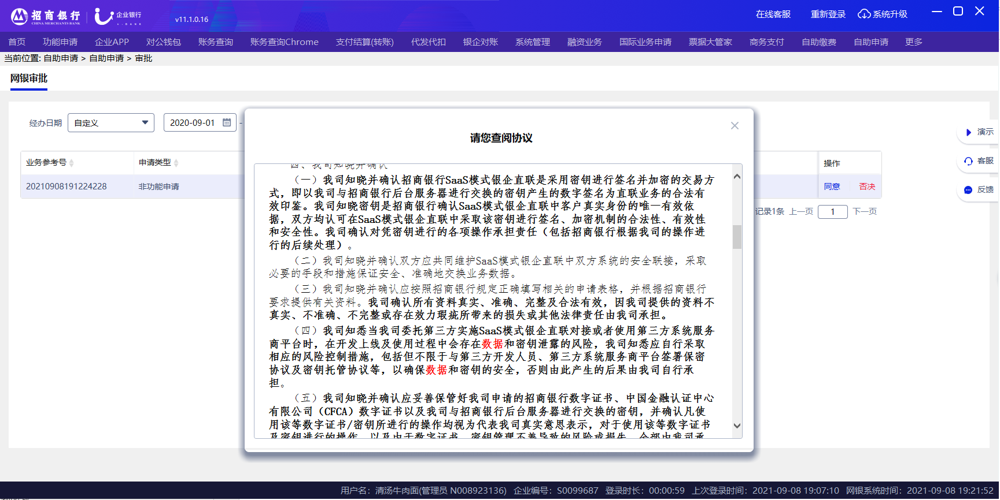 招商银行
CHINA MERCHANTS BANK
企业银行
v11.1.0.16
在线客服 重新登录 系统升级
首页 功能申请 企业APP 对公钱包 账务查询 账务查询Chrome 支付结算(转账) 代发代扣 银企对账 系统管理 融资业务 国际业务申请 票据大管家 商务支付 自助缴费 自助申请 更多
当前位置: 自助申请 > 自助申请 > 审批
网银审批
经办日期 自定义 2020-09-01 -
业务参考号 申请类型 操作
20210908191224228 非功能申请 同意 否决
记录1条 上一页 1 下一页
演示
客服
反馈
请您查阅协议
四、我司知晓并确认
（一）我司知晓并确认招商银行SaaS模式银企直联是采用密钥进行签名并加密的交易方
式，即以我司与招商银行后台服务器进行交换的密钥产生的数字签名为直联业务的合法有
效印鉴。我司知晓密钥是招商银行确认SaaS模式银企直联中客户真实身份的唯一有效依
据，双方均认可在SaaS模式银企直联中采取该密钥进行签名、加密机制的合法性、有效性
和安全性。我司确认对凭密钥进行的各项操作承担责任（包括招商银行根据我司的操作进
行的后续处理）。
（二）我司知晓并确认双方应共同维护SaaS模式银企直联中双方系统的安全联接，采取
必要的手段和措施保证安全、准确地交换业务数据。
（三）我司知晓并确认应按照招商银行规定正确填写相关的申请表格，并根据招商银行
要求提供有关资料。我司确认所有资料真实、准确、完整及合法有效，因我司提供的资料不
真实、不准确、不完整或存在效力瑕疵所带来的损失或其他法律责任由我司承担。
（四）我司知悉当我司委托第三方实施SaaS模式银企直联对接或者使用第三方系统服务
商平台时，在开发上线及使用过程中会存在数据和密钥泄露的风险，我司知悉应自行采取
相应的风险控制措施，包括但不限于与第三方开发人员、第三方系统服务商平台签署保密
协议及密钥托管协议等，以确保数据和密钥的安全，否则由此产生的后果由我司自行承
担。
（五）我司知晓并确认应妥善保管好我司申请的招商银行数字证书、中国金融认证中心
有限公司（CFCA）数字证书以及我司与招商银行后台服务器进行交换的密钥，并确认凡使
用该等数字证书/密钥所进行的操作均视为代表我司真实意思表示，对于使用该等数字证书
及密钥进行的操作，以及由于数字证书、密钥管理不善导致的风险或损失，全部由我司承
用户名：清汤牛肉面(管理员 N008923136) 企业编号：S0099687 登录时长：00:00:59 上次登录时间：2021-09-08 19:07:10 网银系统时间：2021-09-08 19:21:52